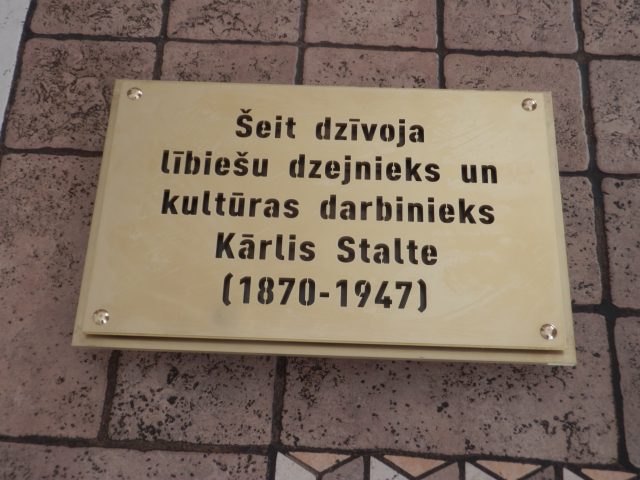 Šeit dzīvoja
lībiešu dzejnieks un
kultūras darbinieks
Kārlis Stalte
(1870-1947)